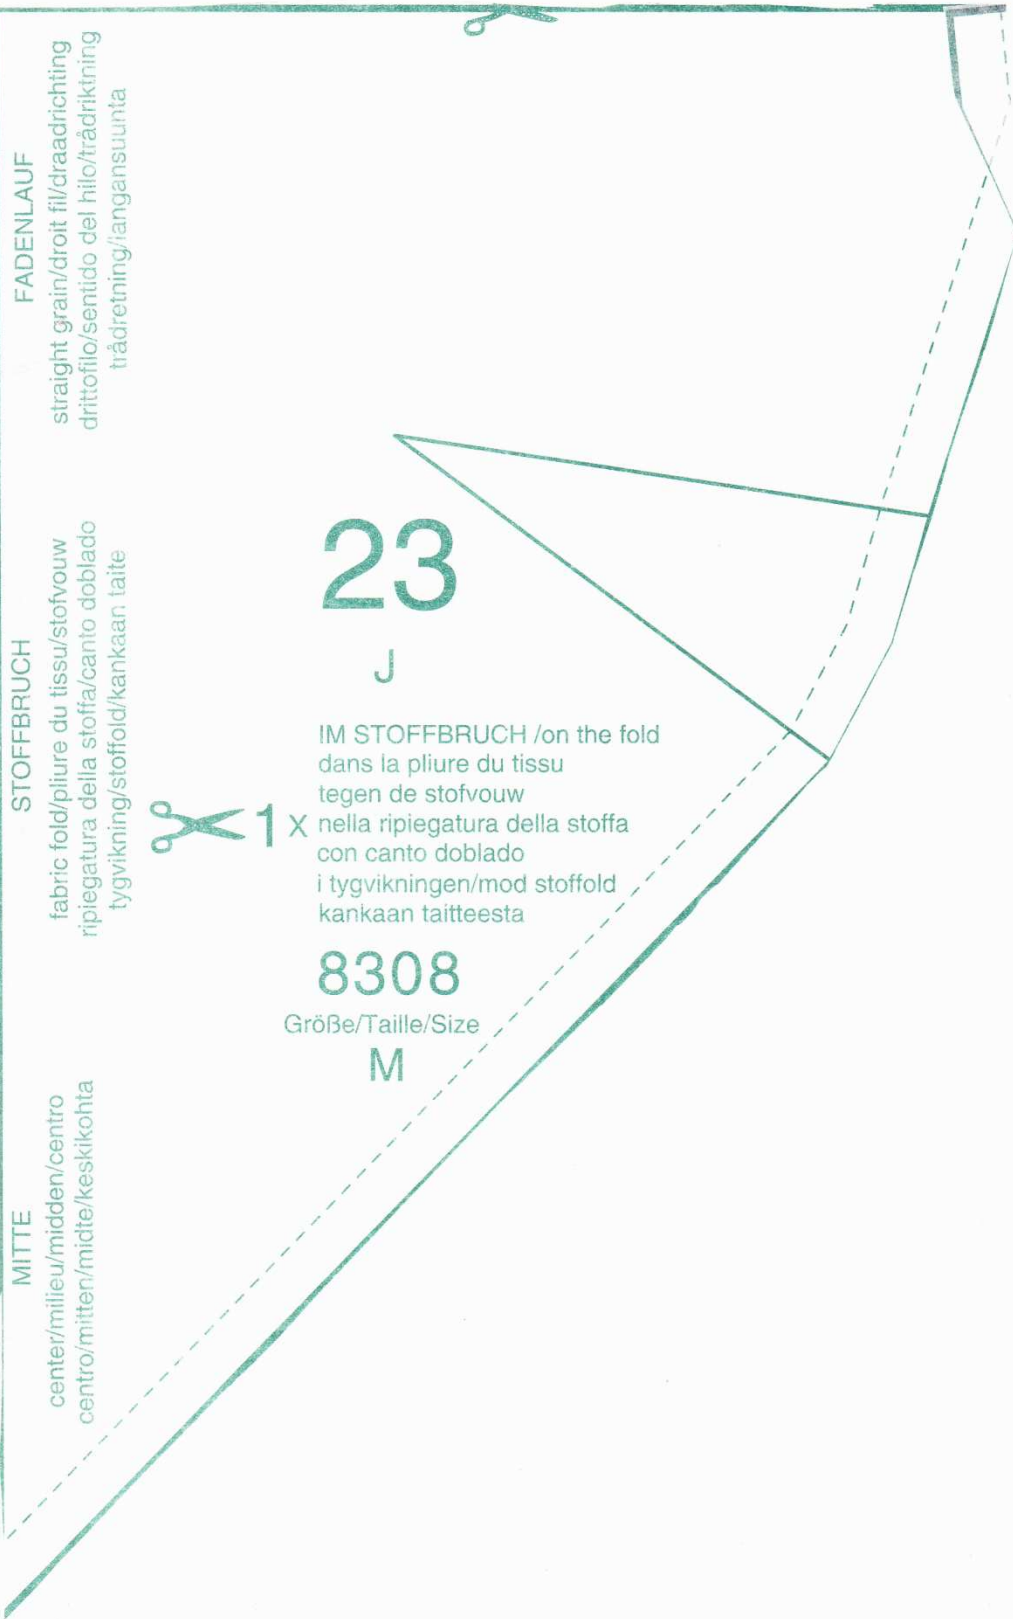 FADENLAUF
straight grain/droit fil/draadrichting
drittofilo/sentido del hilo/trådriktning
trådretning/langansuunta
STOFFBRUCH
fabric fold/pliure du tissu/stofvouw
ripiegatura della stoffa/canto doblado
tygvikning/stoffold/kankaan taite
MITTE
center/milieu/midden/centro
centro/mitten/midte/keskikohta
23
J
1 X
IM STOFFBRUCH /on the fold
dans la pliure du tissu
tegen de stofvouw
nella ripiegatura della stoffa
con canto doblado
i tygvikningen/mod stoffold
kankaan taitteesta
8308
Größe/Taille/Size
M